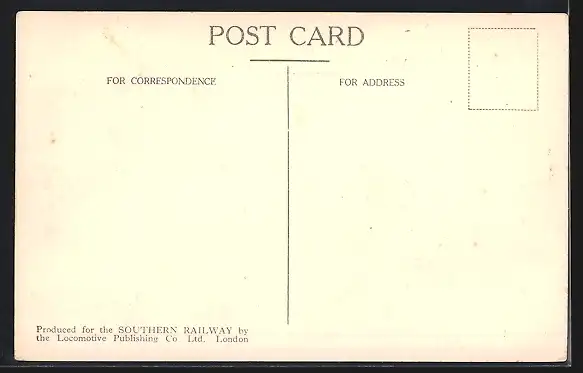 POST CARD
FOR CORRESPONDENCE
FOR ADDRESS
Produced for the SOUTHERN RAILWAY by
the Locomotive Publishing Co Ltd. London